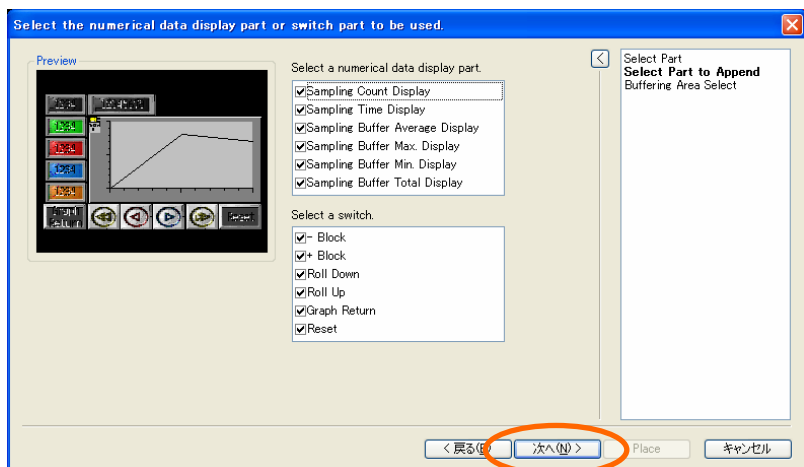 Select the numerical data display part or switch part to be used.
Preview
Graph
Return
Reset
Select a numerical data display part.
Sampling Count Display
Sampling Time Display
Sampling Buffer Average Display
Sampling Buffer Max. Display
Sampling Buffer Min. Display
Sampling Buffer Total Display
Select a switch.
- Block
+ Block
Roll Down
Roll Up
Graph Return
Reset
<
Select Part
Select Part to Append
Buffering Area Select
< 戻る(B)
次へ(N) >
Place
キャンセル